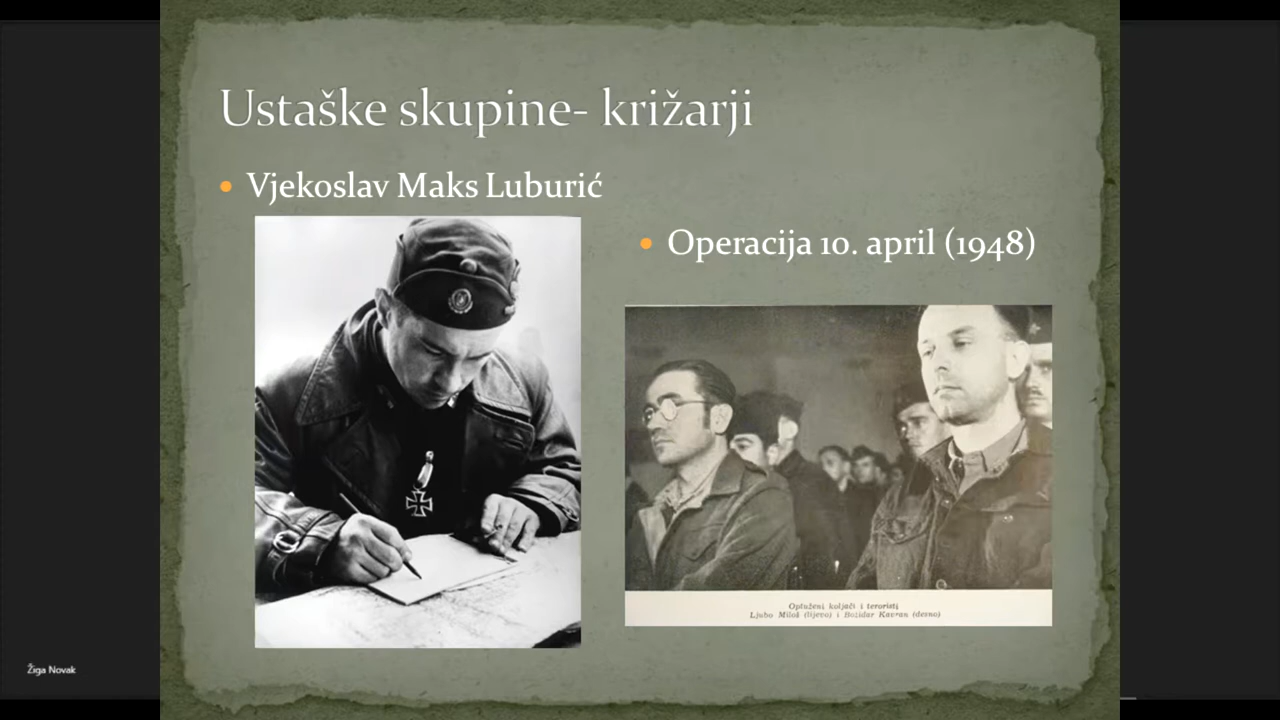 Ustaške skupine- križarji
Vjekoslav Maks Luburić
Operacija 10. april (1948)
Optuženi koljači i teroristi
Ljubo Miloš (lijevo) i Božidar Kavran (desno)
Žiga Novak